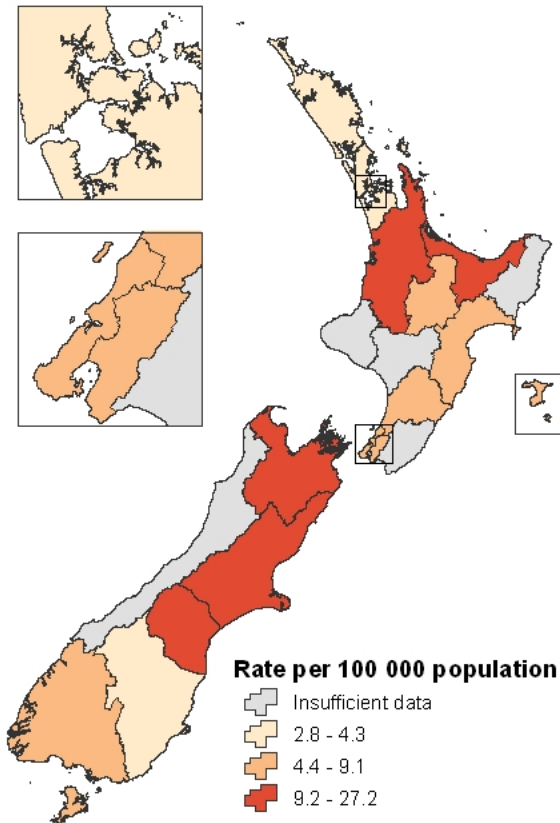 Rate per 100 000 population
Insufficient data
2.8 - 4.3
4.4 - 9.1
9.2 - 27.2